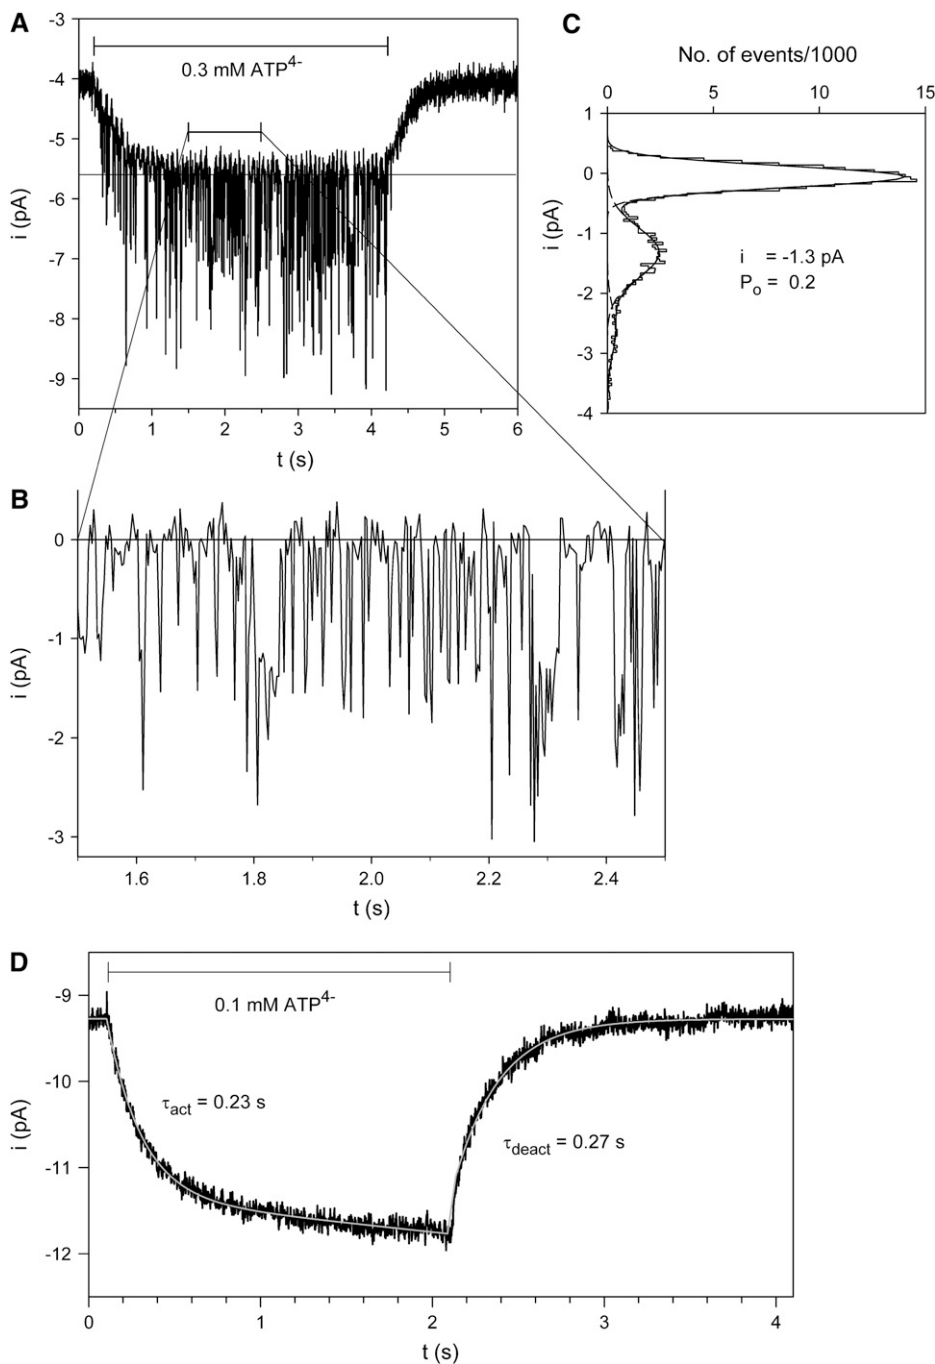 A
-3
-4
-5
-6
-7
-8
-9
i (pA)
0.3 mM ATP4-
0 1 2 3 4 5 6
t (s)
C
No. of events/1000
0 5 10 15
1
0
-1
-2
-3
-4
i (pA)
i = -1.3 pA
Po = 0.2
B
0
-1
-2
-3
i (pA)
1.6 1.8 2.0 2.2 2.4
t (s)
D
-9
-10
-11
-12
i (pA)
0.1 mM ATP4-
τact = 0.23 s
τdeact = 0.27 s
0 1 2 3 4
t (s)